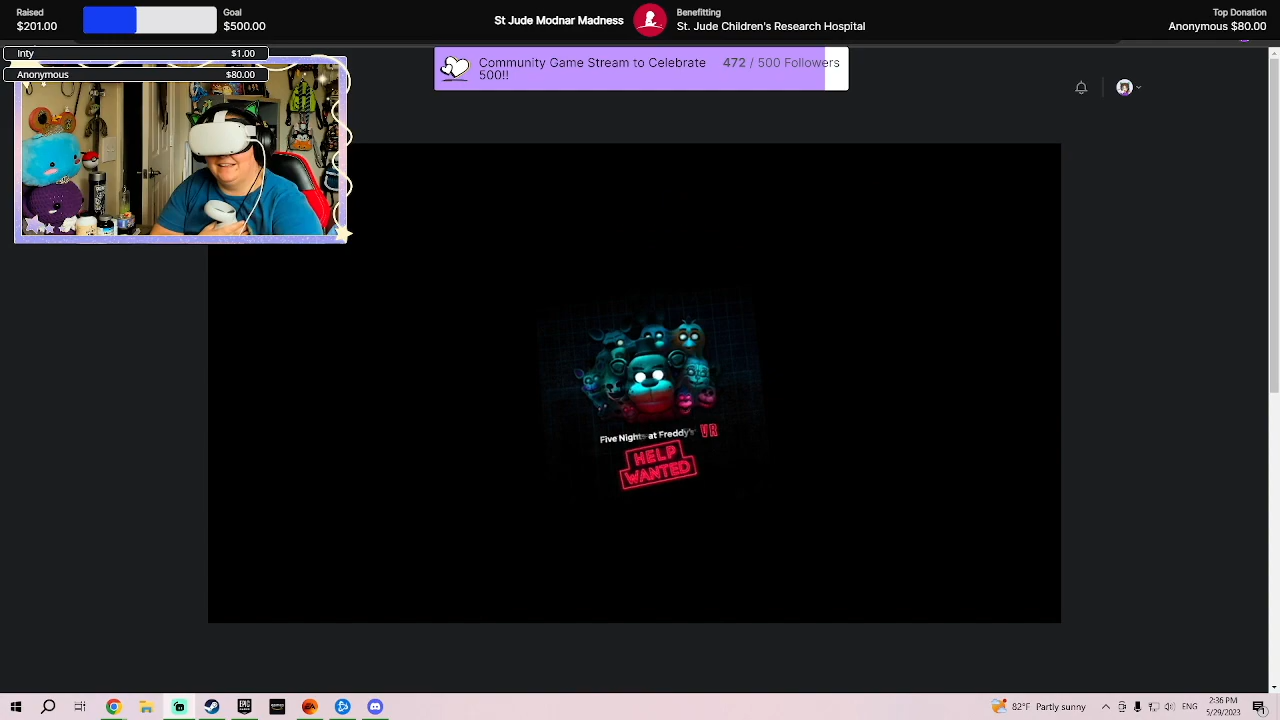 Raised
$201.00
Goal
$500.00
St Jude Modnar Madness
Benefitting
St. Jude Children's Research Hospital
Top Donation
Anonymous $80.00
Inty $1.00
Anonymous $80.00
Community Game Stream to Celebrate 472 / 500 Followers
500!!
Five Nights at Freddy's VR
HELP
WANTED
EPIC
EA
82°F Partly sunny
ENG
2:36 PM
5/29/2023